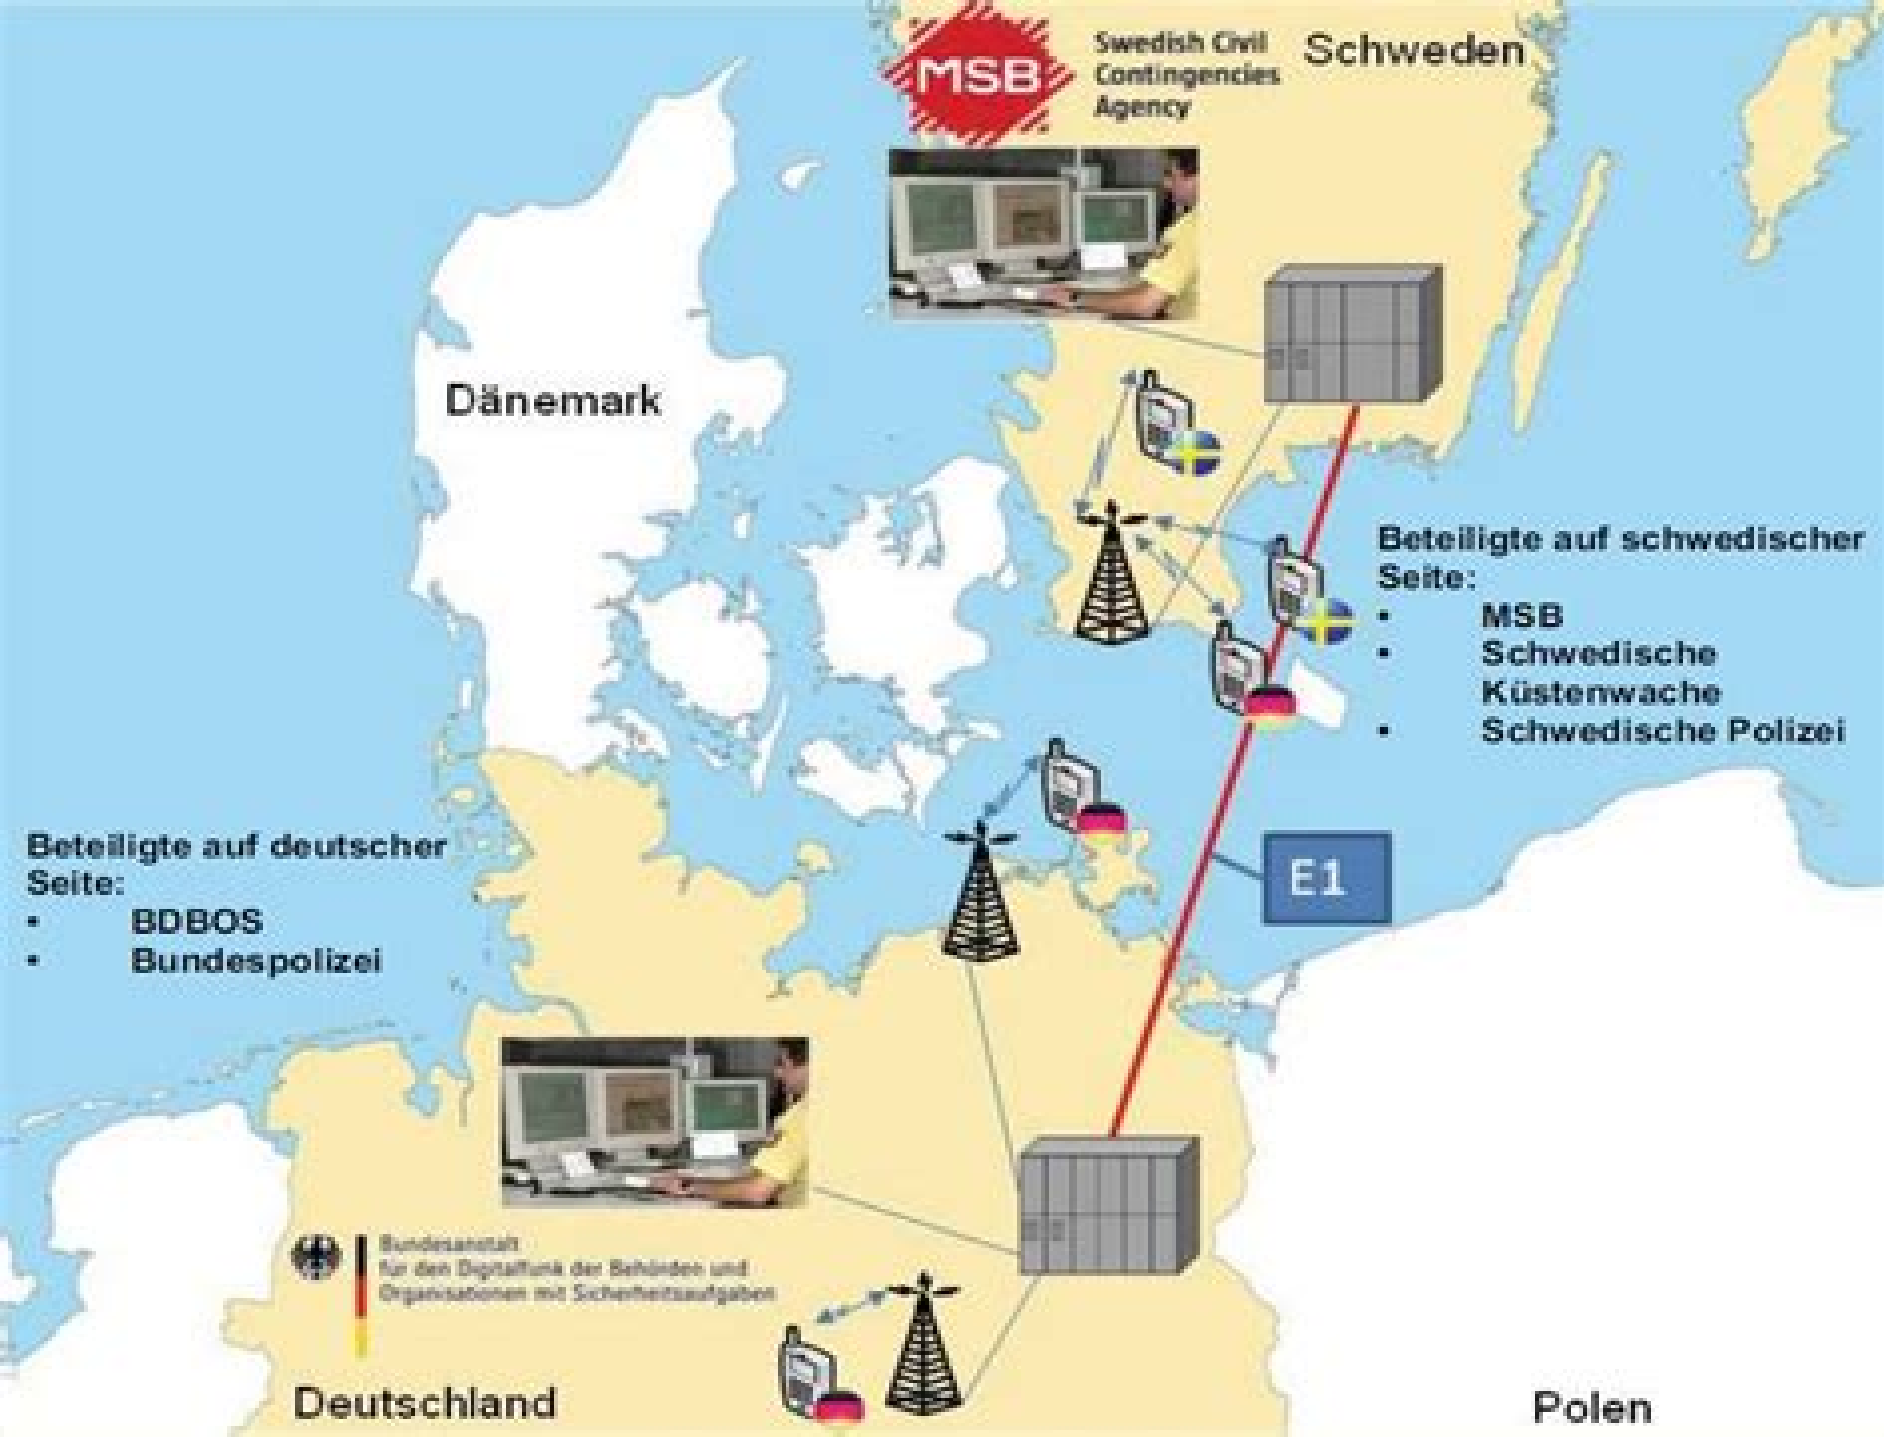 MSB
Swedish Civil
Contingencies
Agency
Schweden
Dänemark
Beteiligte auf schwedischer
Seite:
• MSB
• Schwedische
Küstenwache
• Schwedische Polizei
Beteiligte auf deutscher
Seite:
• BDBOS
• Bundespolizei
E1
Bundesanstalt
für den Digitalfunk der Behörden und
Organisationen mit Sicherheitsaufgaben
Deutschland
Polen